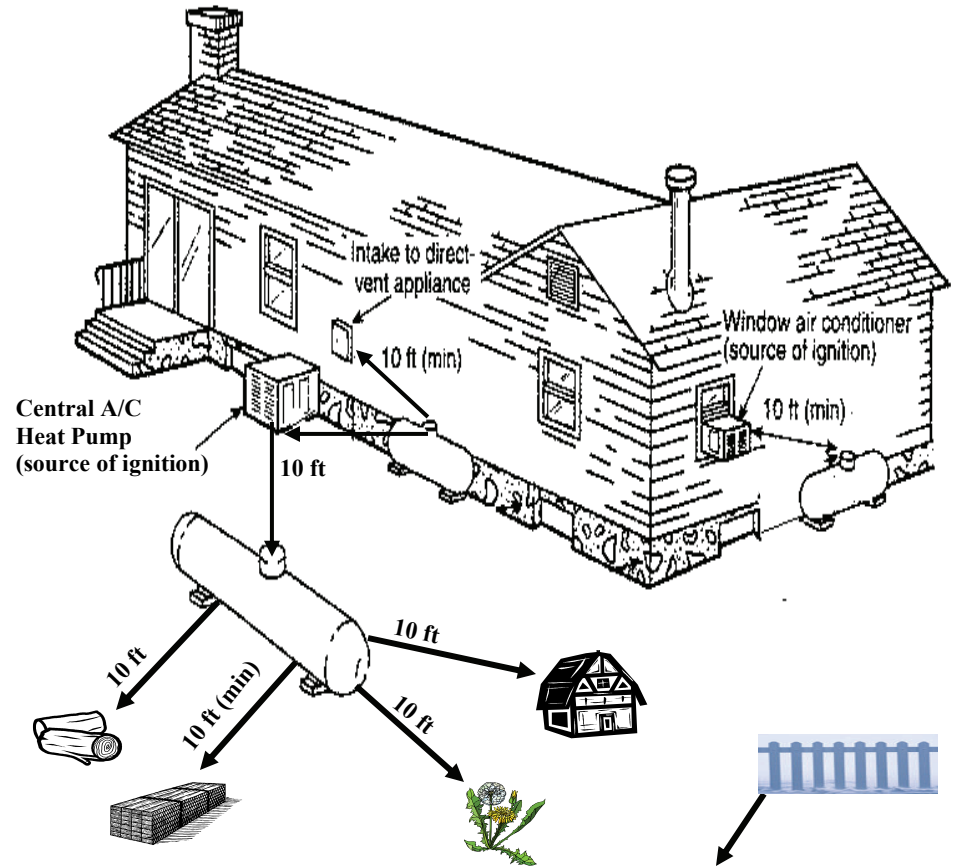 Intake to direct-
vent appliance
10 ft (min)
Window air conditioner
(source of ignition)
10 ft (min)
Central A/C
Heat Pump
(source of ignition)
10 ft
10 ft
10 ft
10 ft (min)
10 ft